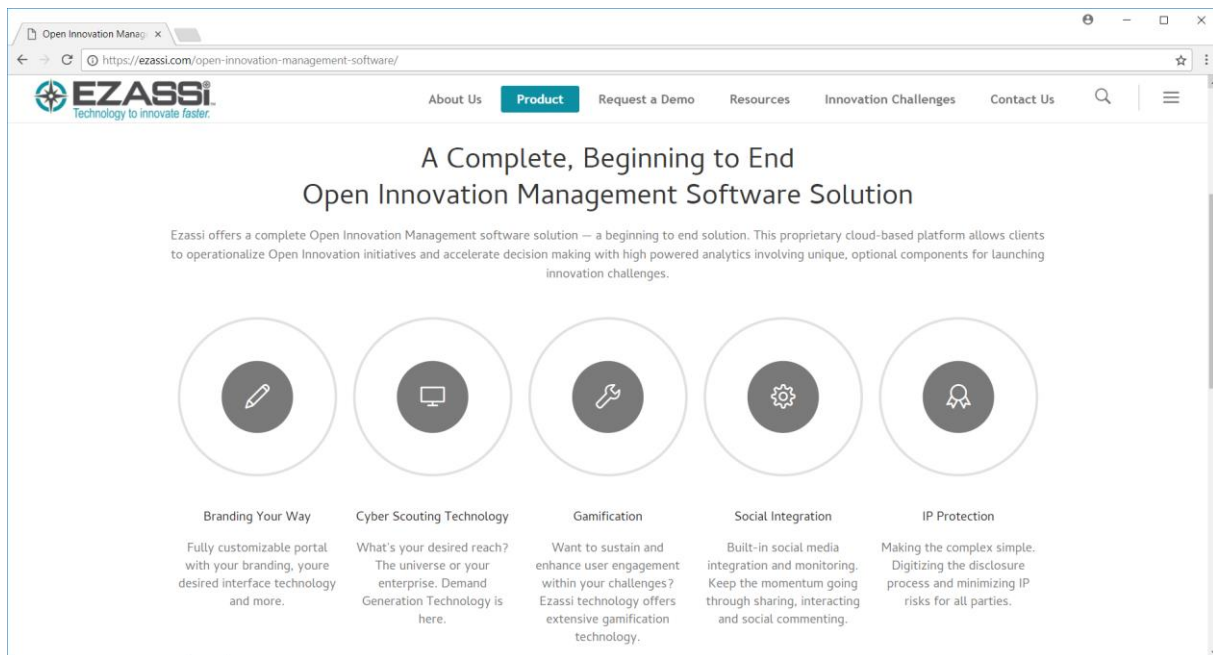 Open Innovation Manag
https://ezassi.com/open-innovation-management-software/
EZASSi®
Technology to innovate faster.
About Us
Product
Request a Demo
Resources
Innovation Challenges
Contact Us
A Complete, Beginning to End
Open Innovation Management Software Solution
Ezassi offers a complete Open Innovation Management software solution — a beginning to end solution. This proprietary cloud-based platform allows clients
to operationalize Open Innovation initiatives and accelerate decision making with high powered analytics involving unique, optional components for launching
innovation challenges.
Branding Your Way
Fully customizable portal
with your branding, youre
desired interface technology
and more.
Cyber Scouting Technology
What's your desired reach?
The universe or your
enterprise. Demand
Generation Technology is
here.
Gamification
Want to sustain and
enhance user engagement
within your challenges?
Ezassi technology offers
extensive gamification
technology.
Social Integration
Built-in social media
integration and monitoring.
Keep the momentum going
through sharing, interacting
and social commenting.
IP Protection
Making the complex simple.
Digitizing the disclosure
process and minimizing IP
risks for all parties.